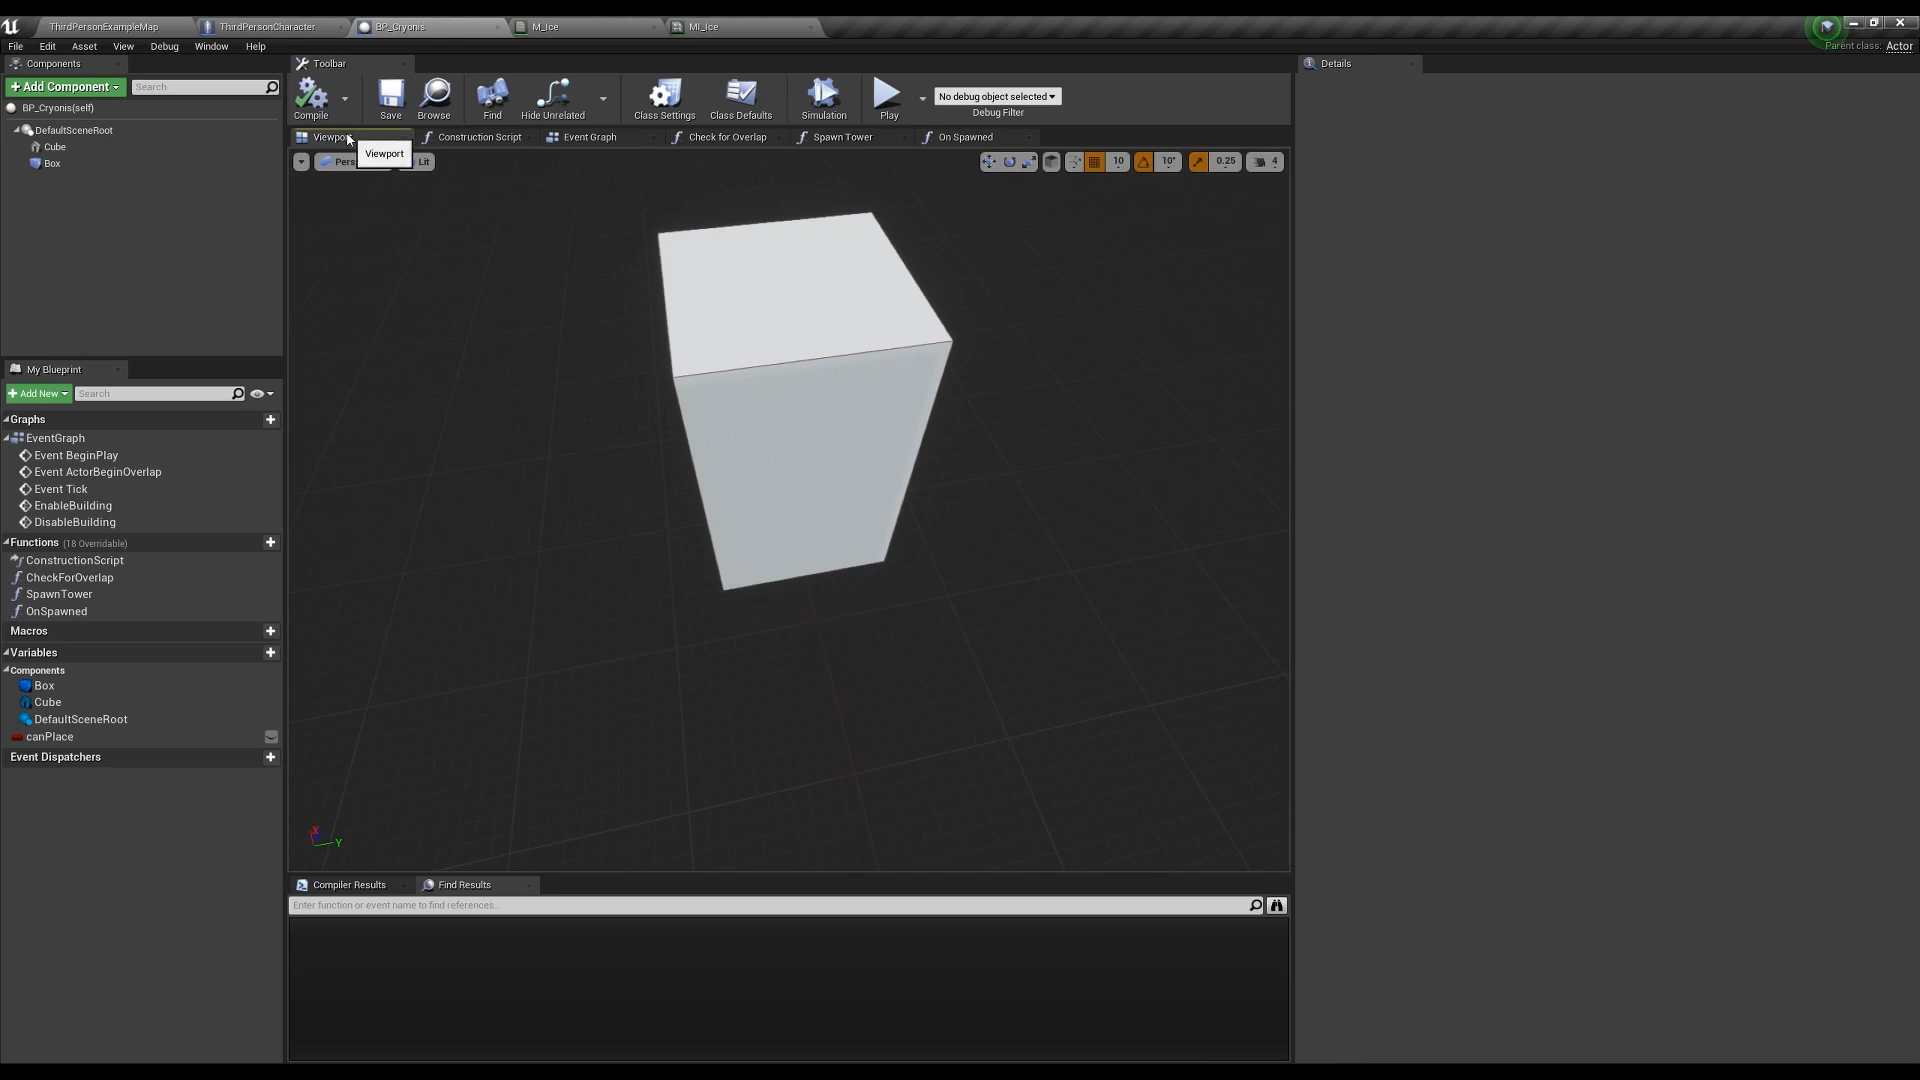 ThirdPersonExampleMap
ThirdPersonCharacter
BP_Cryonis
M_Ice
MI_Ice
File Edit Asset View Debug Window Help
Parent class: Actor
Components
Toolbar
Details
+ Add Component
Search
Compile
Save
Browse
Find
Hide Unrelated
Class Settings
Class Defaults
Simulation
Play
No debug object selected
Debug Filter
BP_Cryonis(self)
DefaultSceneRoot
Cube
Box
Viewport
Construction Script
Event Graph
Check for Overlap
Spawn Tower
On Spawned
Viewport
Pers
Lit
10
10°
0.25
4
My Blueprint
+ Add New
Search
Graphs
EventGraph
Event BeginPlay
Event ActorBeginOverlap
Event Tick
EnableBuilding
DisableBuilding
Functions (18 Overridable)
ConstructionScript
CheckForOverlap
SpawnTower
OnSpawned
Macros
Variables
Components
Box
Cube
DefaultSceneRoot
canPlace
Event Dispatchers
X
Y
Compiler Results
Find Results
Enter function or event name to find references...